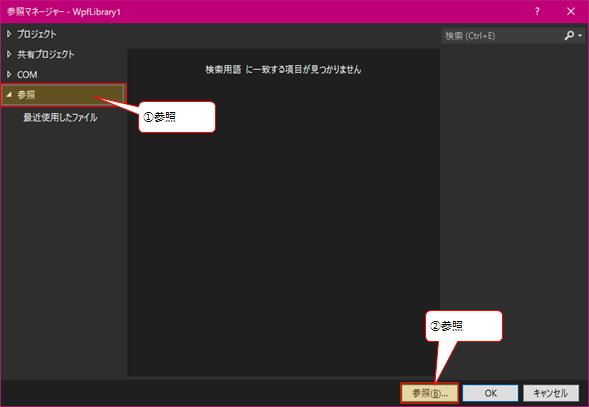 参照マネージャー - WpfLibrary1
?
プロジェクト
検索 (Ctrl+E)
共有プロジェクト
COM
検索用語 に一致する項目が見つかりません
参照
①参照
最近使用したファイル
②参照
参照(B)...
OK
キャンセル